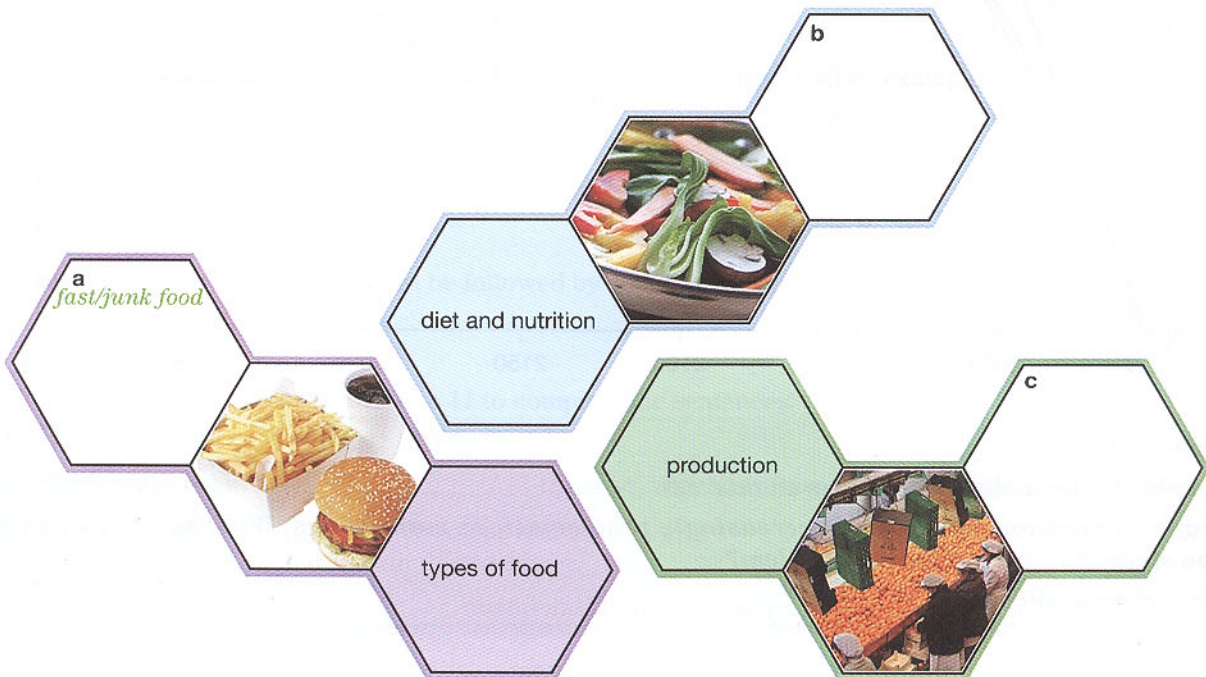 b
diet and nutrition
a
fast/junk food
production
c
types of food